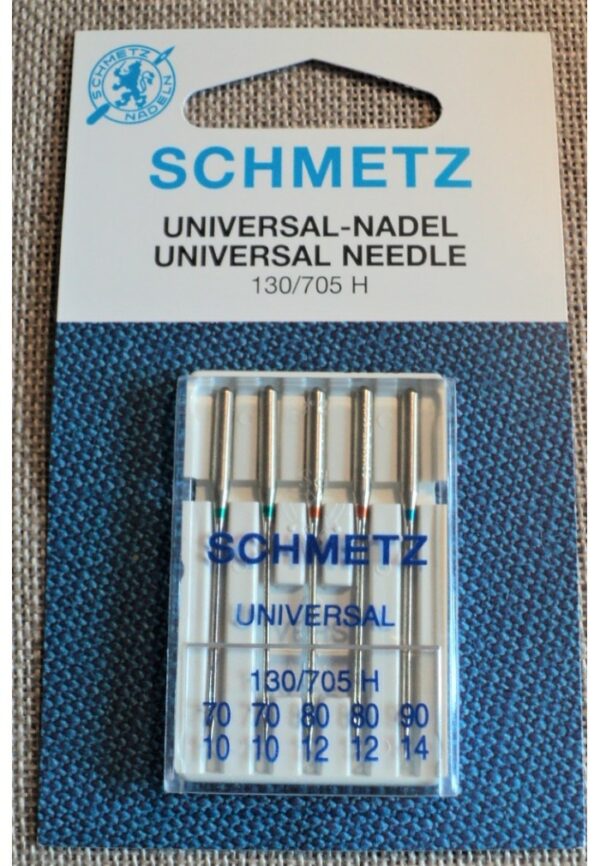 SCHMETZ
NADELN
SCHMETZ
UNIVERSAL-NADEL
UNIVERSAL NEEDLE
130/705 H
SCHMETZ
UNIVERSAL
130/705 H
70 70 80 80 90
10 10 12 12 14